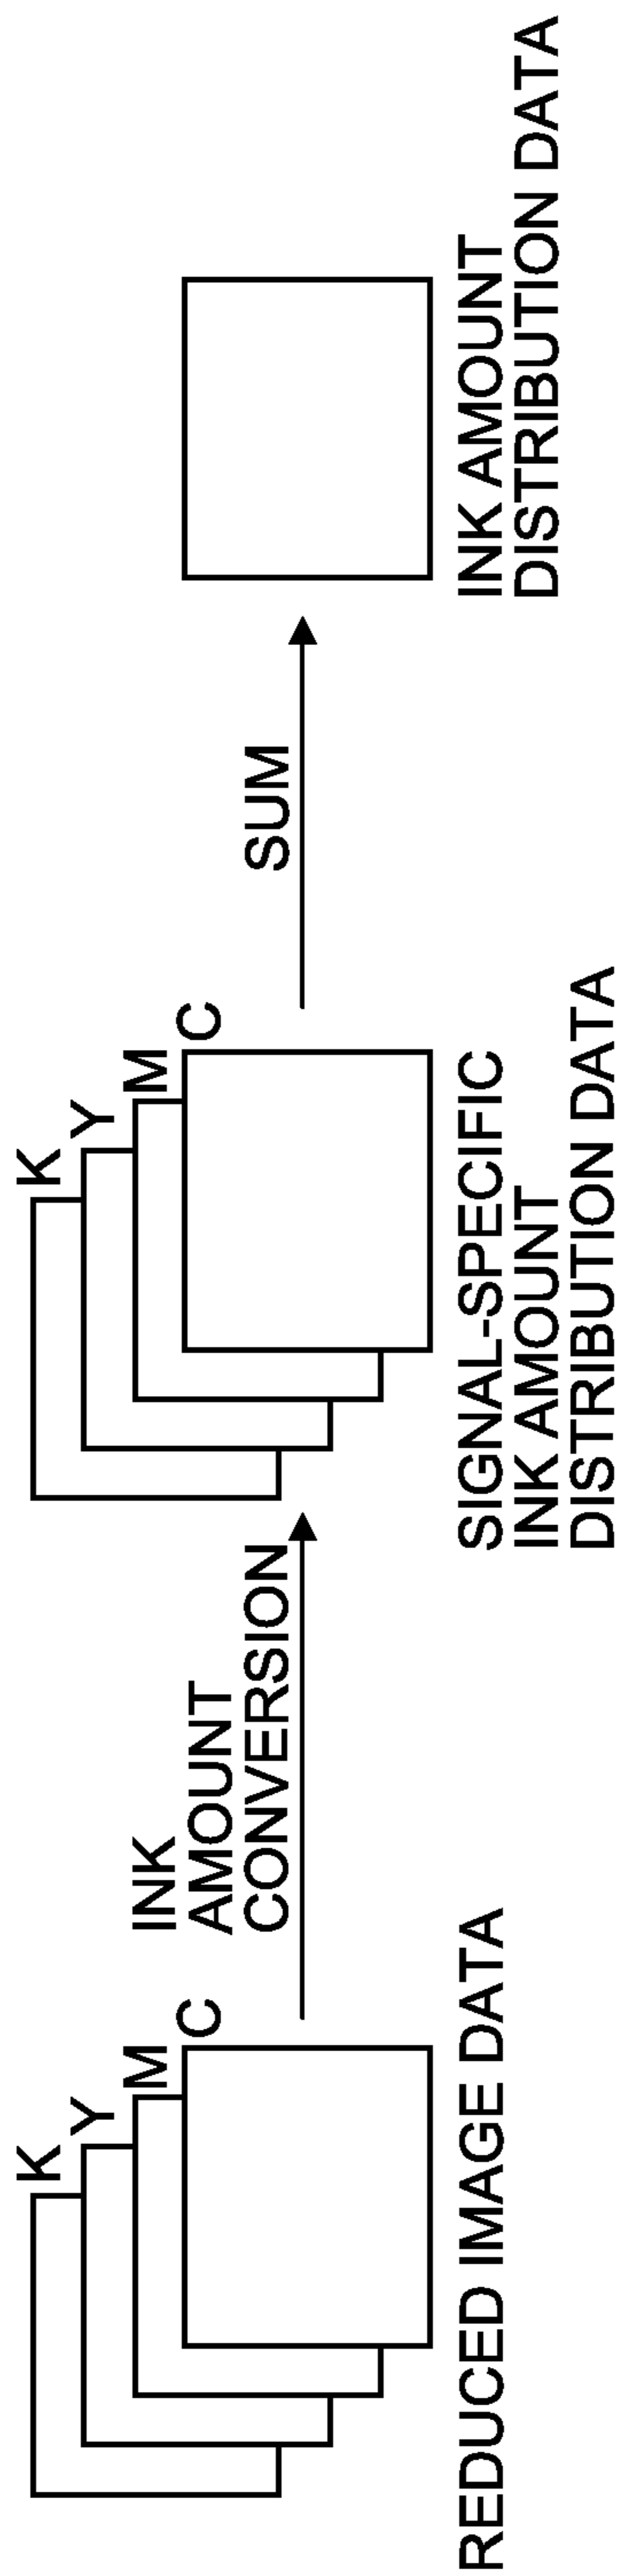 K
Y
M
C
REDUCED IMAGE DATA
INK
AMOUNT
CONVERSION
K
Y
M
C
SIGNAL-SPECIFIC
INK AMOUNT
DISTRIBUTION DATA
SUM
INK AMOUNT
DISTRIBUTION DATA